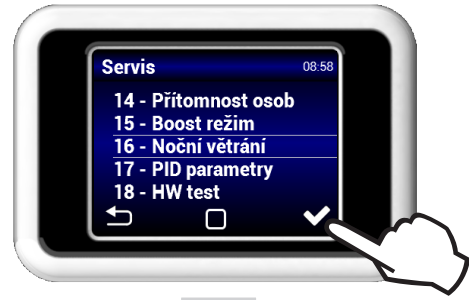 Servis 08:58
14 - Přítomnost osob
15 - Boost režim
16 - Noční větrání
17 - PID parametry
18 - HW test